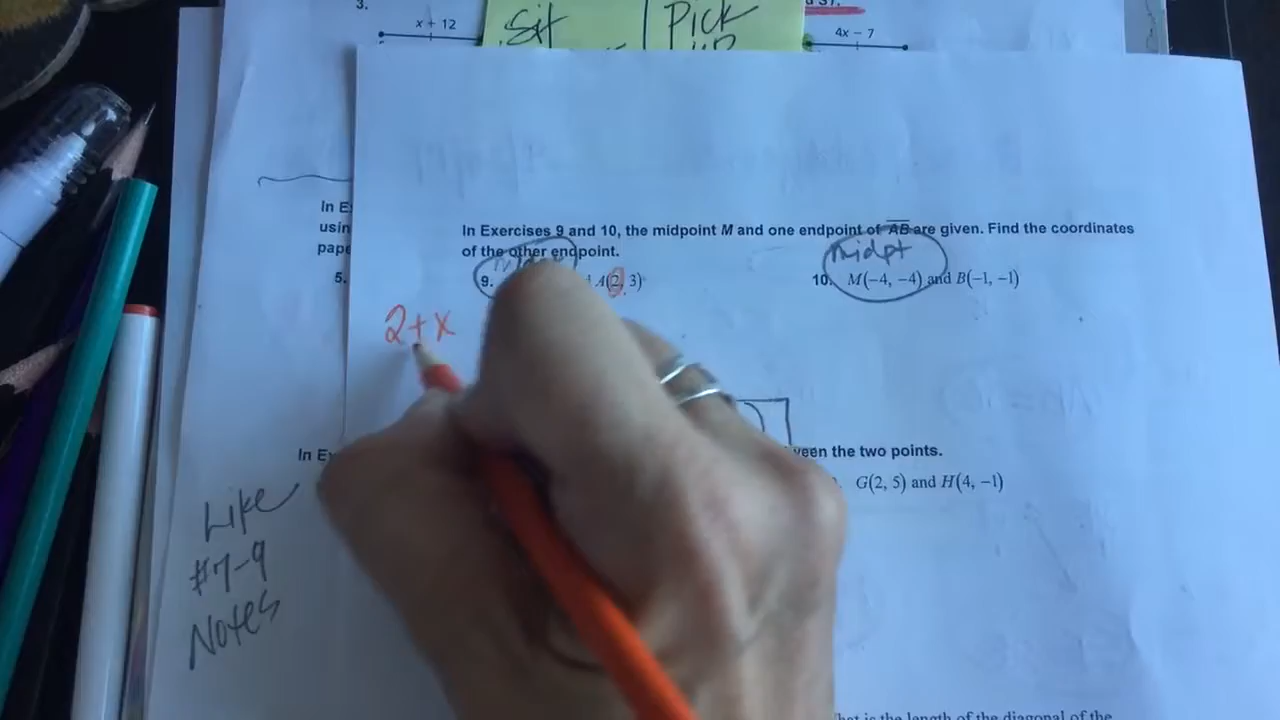 3.
x + 12
Sit
Pick
4x − 7
In Exercises 9 and 10, the midpoint M and one endpoint of AB are given. Find the coordinates
of the other endpoint.
9.
A(2, 3)
midpt
10. M(−4, −4) and B(−1, −1)
In E
usin
pape
5.
2+x
In Ex
ween the two points.
G(2, 5) and H(4, −1)
Like
#7-9
Notes
is the length of the diagonal of the